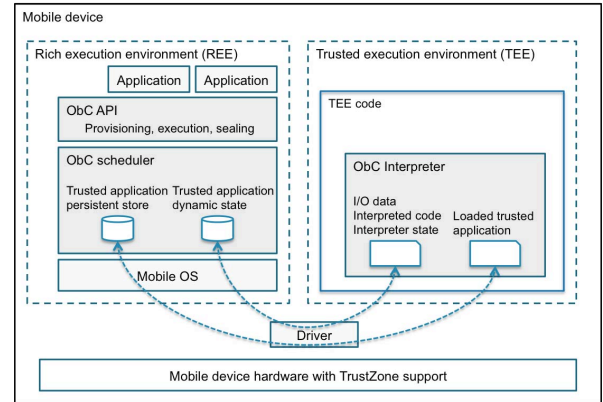 Mobile device
Rich execution environment (REE)
Application
Application
ObC API
Provisioning, execution, sealing
ObC scheduler
Trusted application
persistent store
Trusted application
dynamic state
Mobile OS
Trusted execution environment (TEE)
TEE code
ObC Interpreter
I/O data
Interpreted code
Interpreter state
Loaded trusted
application
Driver
Mobile device hardware with TrustZone support